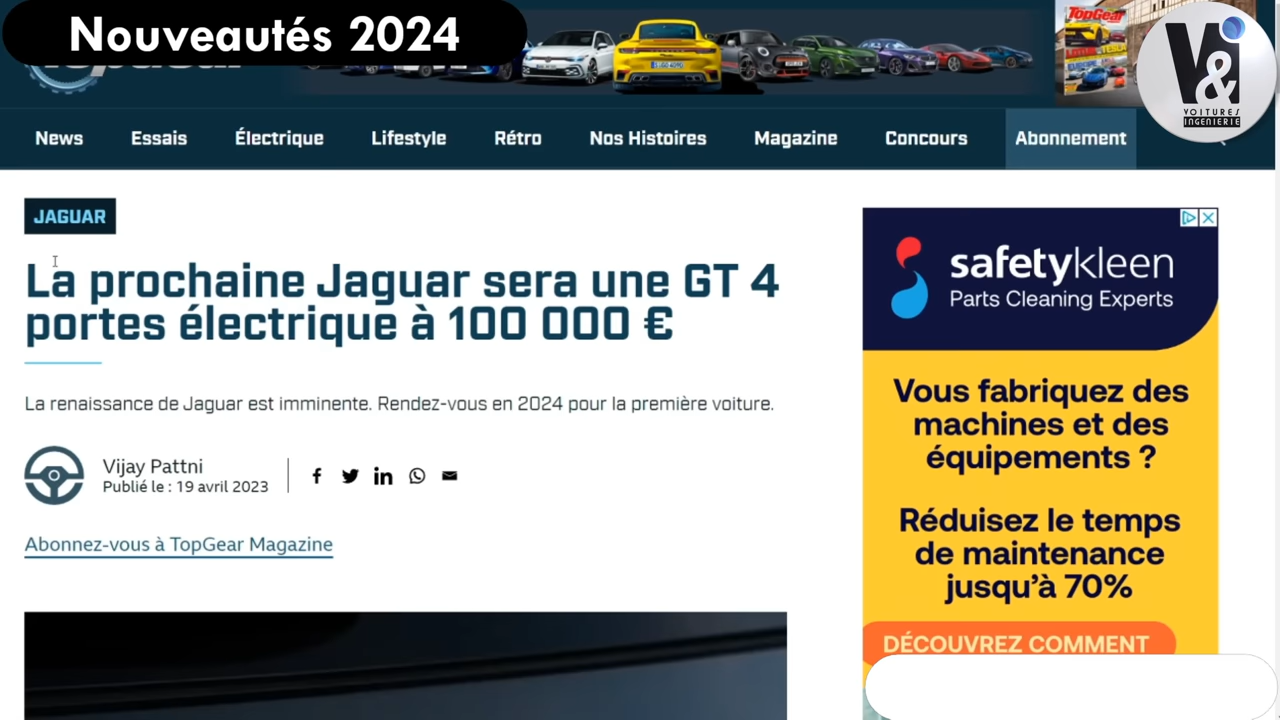 Nouveautés 2024
TopGear
V&I
VOITURES
INGENIERIE
News
Essais
Électrique
Lifestyle
Rétro
Nos Histoires
Magazine
Concours
Abonnement
JAGUAR
La prochaine Jaguar sera une GT 4
portes électrique à 100 000 €
La renaissance de Jaguar est imminente. Rendez-vous en 2024 pour la première voiture.
Vijay Pattni
Publié le : 19 avril 2023
Abonnez-vous à TopGear Magazine
safetykleen
Parts Cleaning Experts
Vous fabriquez des
machines et des
équipements ?
Réduisez le temps
de maintenance
jusqu'à 70%
DÉCOUVREZ COMMENT